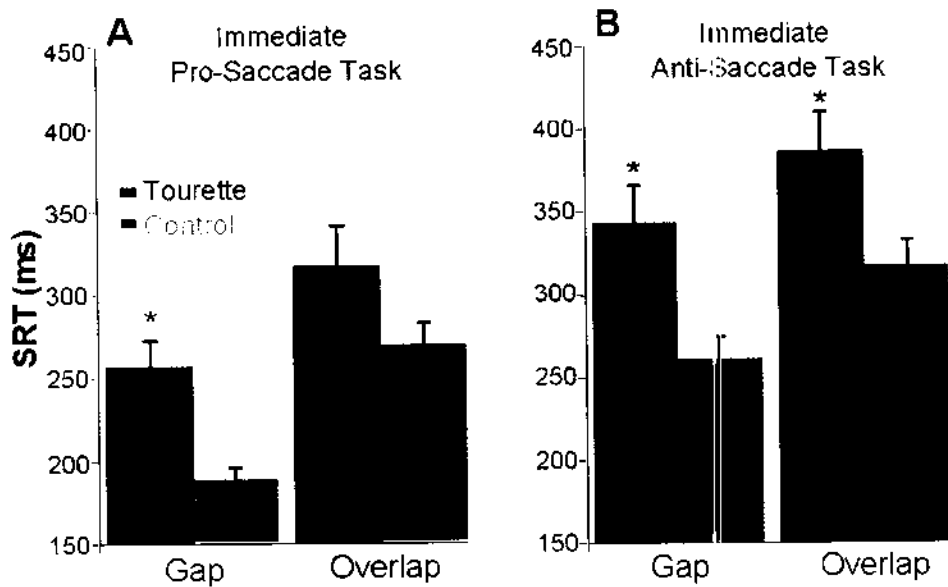 A
Immediate
Pro-Saccade Task
450
400
350
300
250
200
150
SRT (ms)
Tourette
Control
*
Gap
Overlap
B
Immediate
Anti-Saccade Task
450
400
350
300
250
200
150
*
*
Gap
Overlap